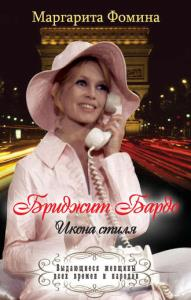 Маргарита Фомина
Бриджит Бардо
Икона стиля
Выдающиеся женщины
всех времен и народов